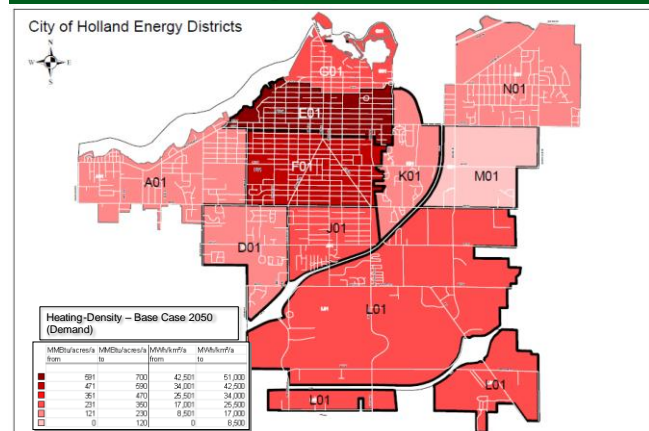 City of Holland Energy Districts
N
W E
S
G01
N01
E01
F01
K01
M01
A01
J01
D01
L01
L01
L01
Heating-Density – Base Case 2050
(Demand)
MMBtu/acres/a MMBtu/acres/a MWh/km²/a MWh/km²/a
from to from to
591 700 42,501 51,000
471 590 34,001 42,500
351 470 25,501 34,000
231 350 17,001 25,500
121 230 8,501 17,000
0 120 0 8,500